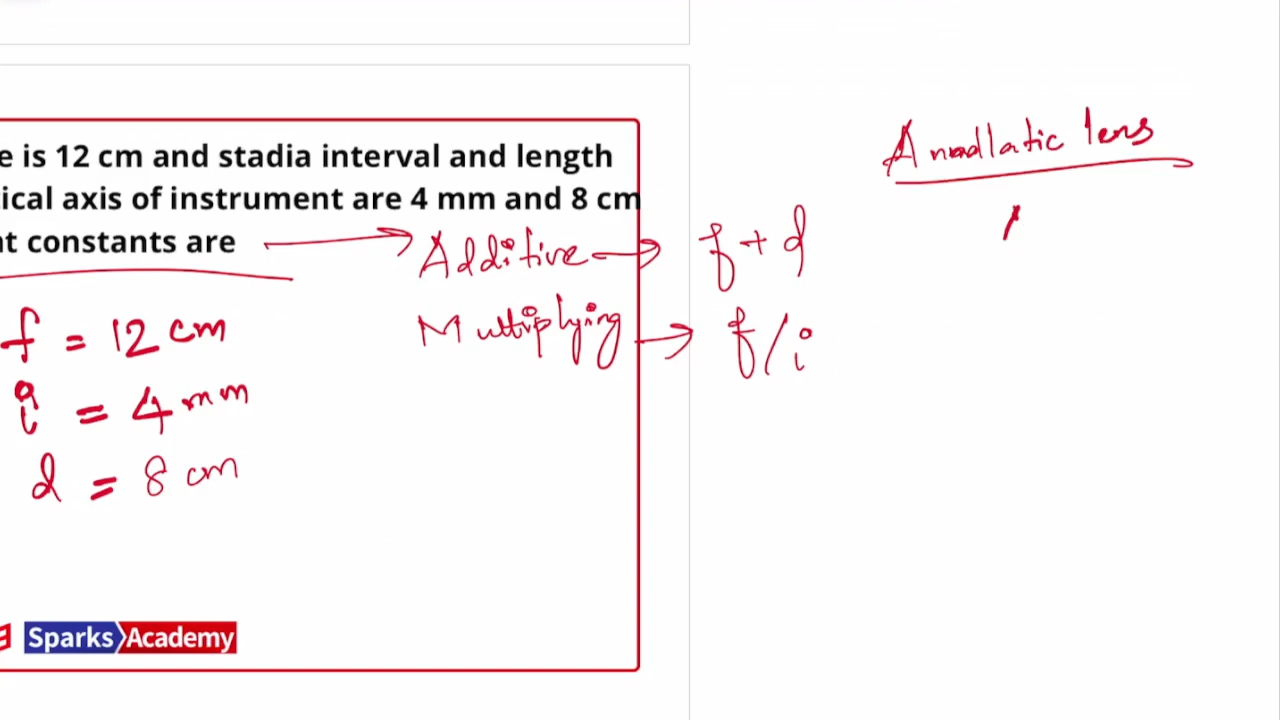 e is 12 cm and stadia interval and length
ical axis of instrument are 4 mm and 8 cm
t constants are
Additive → f + d
Multiplying → f/i
f = 12 cm
i = 4 mm
d = 8 cm
Sparks Academy
Anadlatic lens